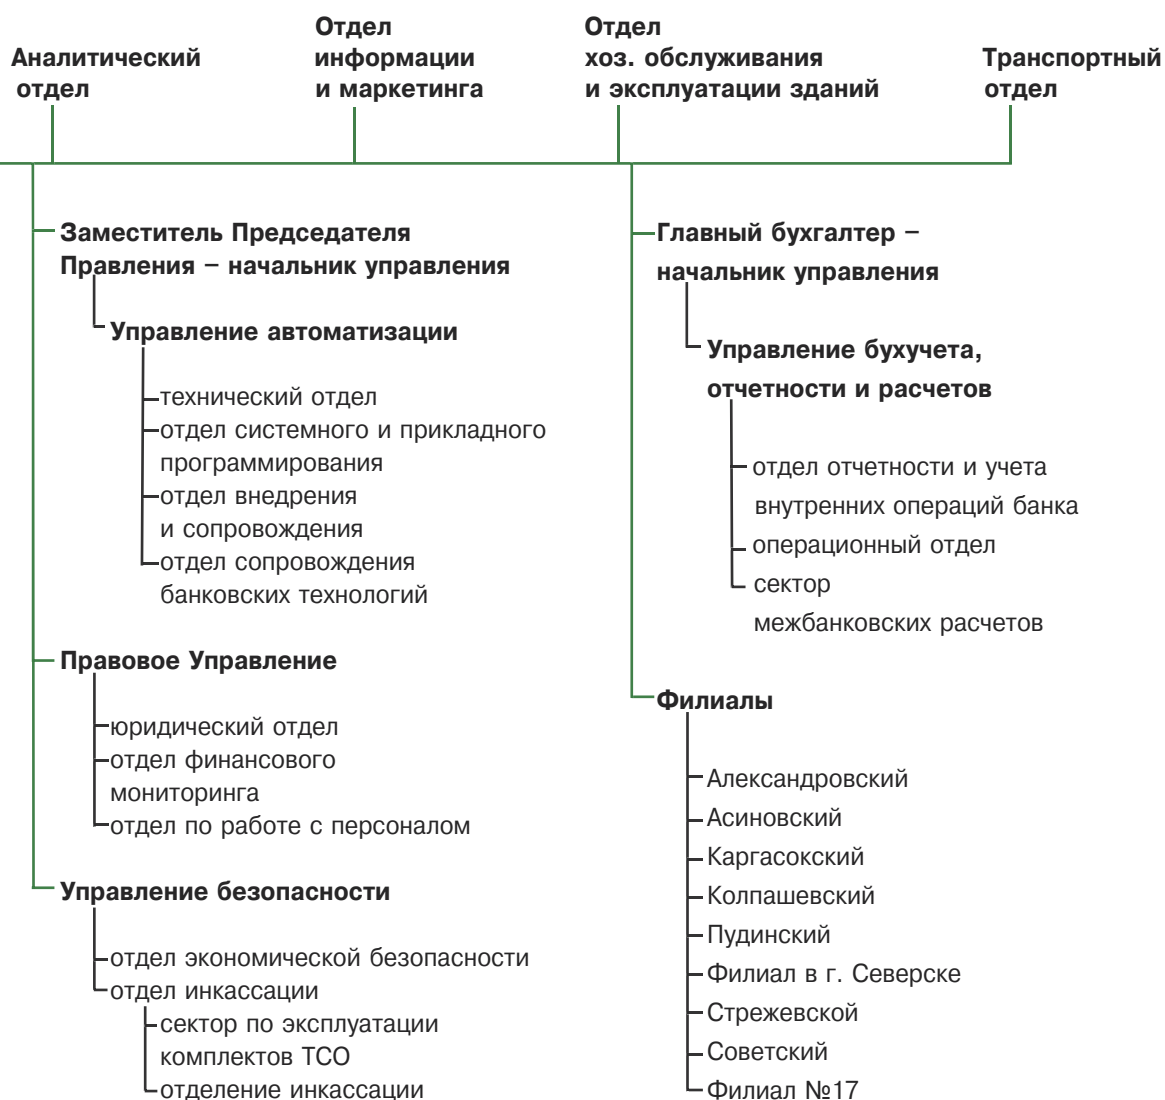 Аналитический
отдел
Отдел
информации
и маркетинга
Отдел
хоз. обслуживания
и эксплуатации зданий
Транспортный
отдел
Заместитель Председателя
Правления – начальник управления
Управление автоматизации
технический отдел
отдел системного и прикладного
программирования
отдел внедрения
и сопровождения
отдел сопровождения
банковских технологий
Правовое Управление
юридический отдел
отдел финансового
мониторинга
отдел по работе с персоналом
Управление безопасности
отдел экономической безопасности
отдел инкассации
сектор по эксплуатации
комплектов ТСО
отделение инкассации
Главный бухгалтер –
начальник управления
Управление бухучета,
отчетности и расчетов
отдел отчетности и учета
внутренних операций банка
операционный отдел
сектор
межбанковских расчетов
Филиалы
Александровский
Асиновский
Каргасокский
Колпашевский
Пудинский
Филиал в г. Северске
Стрежевской
Советский
Филиал №17